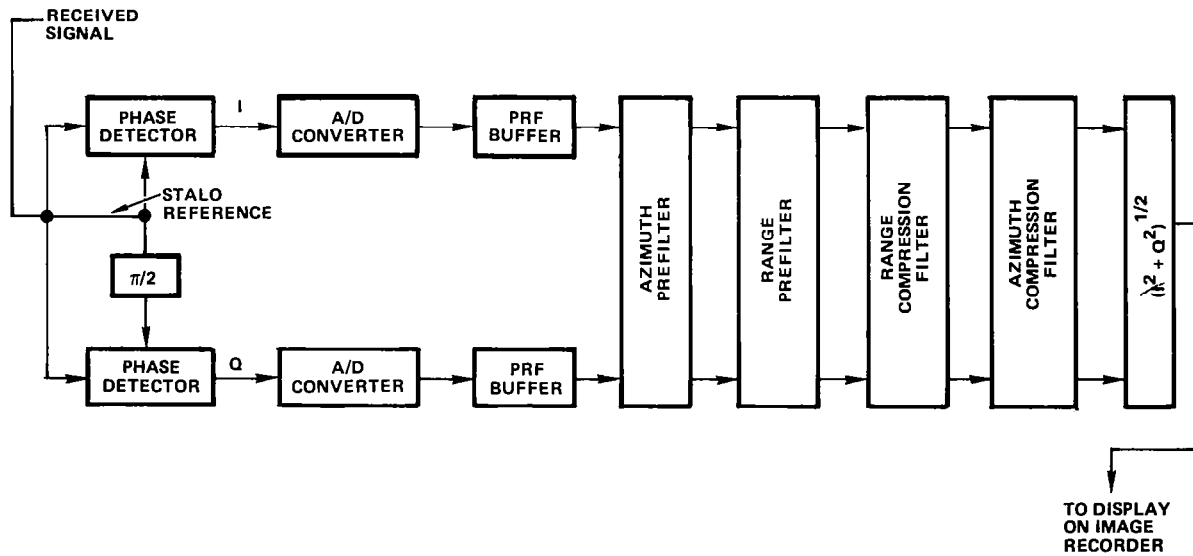 RECEIVED
SIGNAL
PHASE
DETECTOR
I
A/D
CONVERTER
PRF
BUFFER
STALO
REFERENCE
π/2
PHASE
DETECTOR
Q
A/D
CONVERTER
PRF
BUFFER
AZIMUTH
PREFILTER
RANGE
PREFILTER
RANGE
COMPRESSION
FILTER
AZIMUTH
COMPRESSION
FILTER
(I² + Q²)^1/2
TO DISPLAY
ON IMAGE
RECORDER